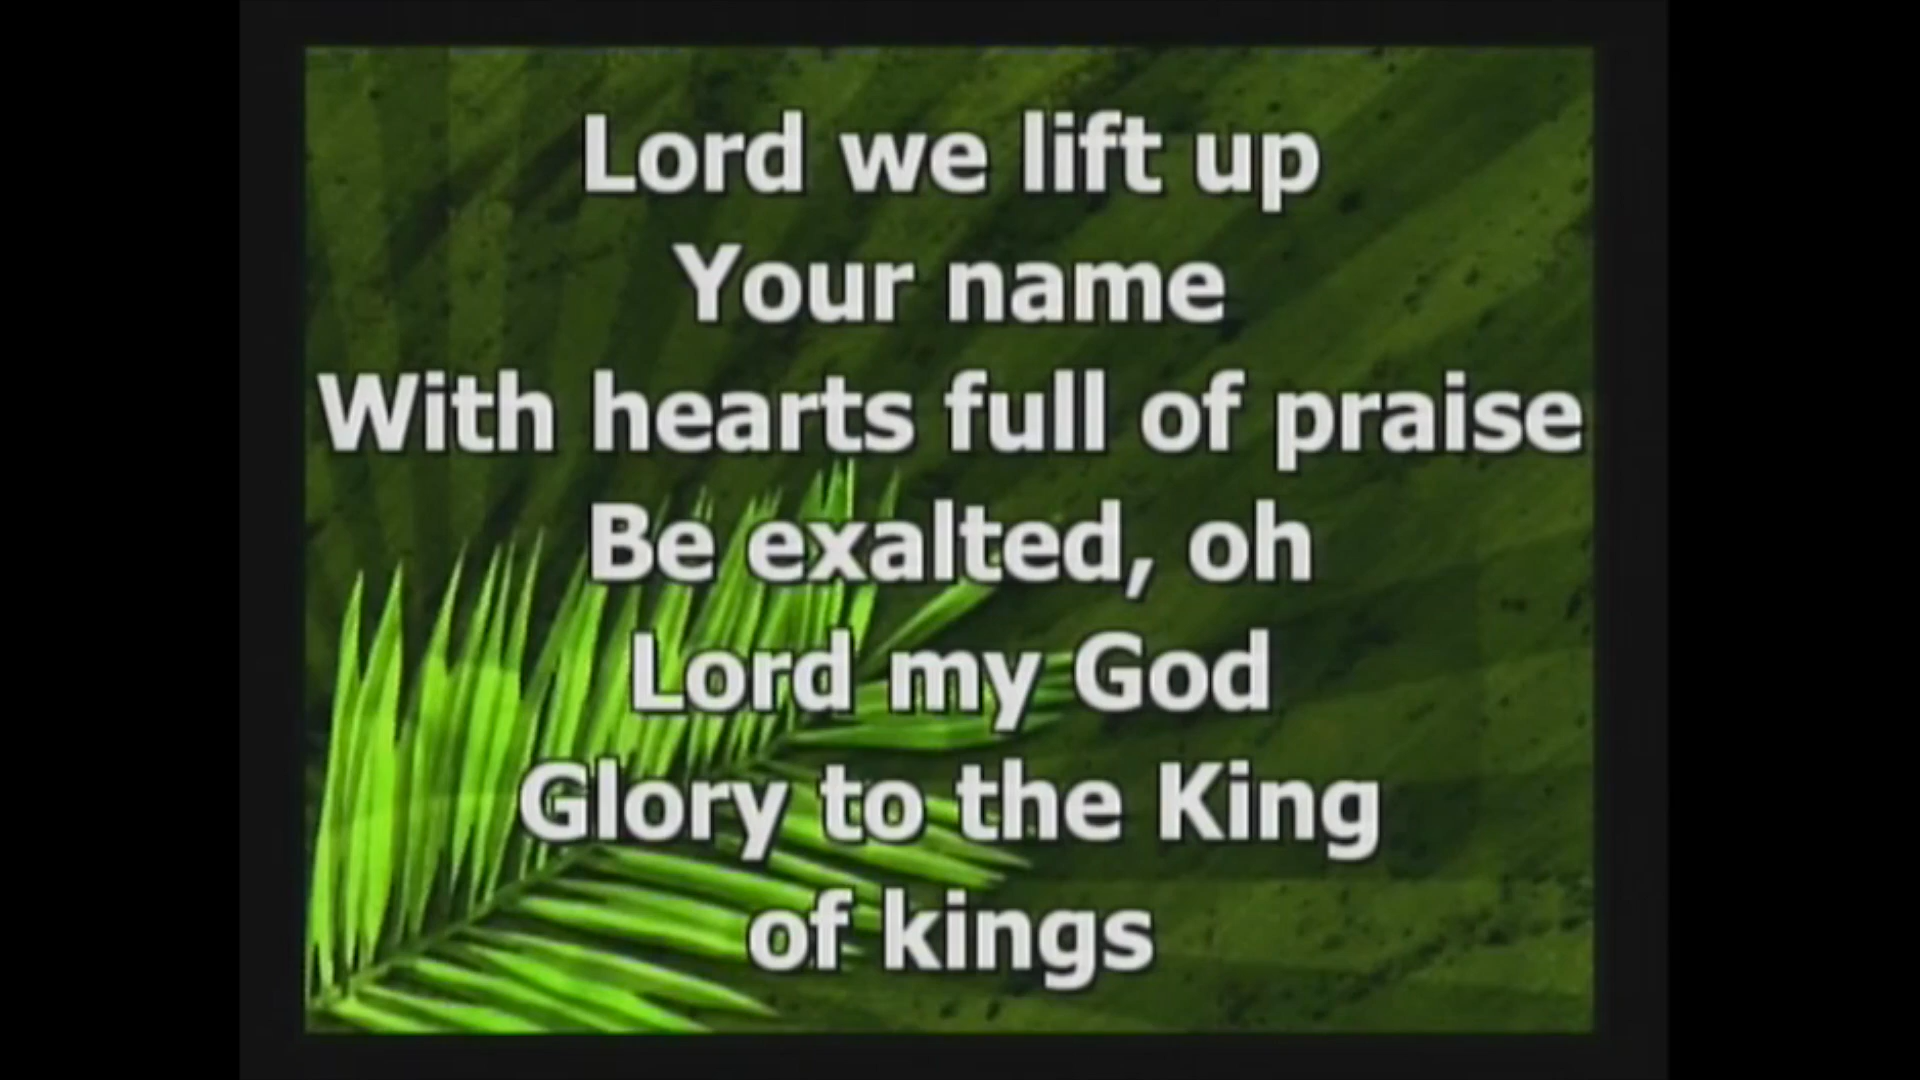 Lord we lift up
Your name
With hearts full of praise
Be exalted, oh
Lord my God
Glory to the King
of kings